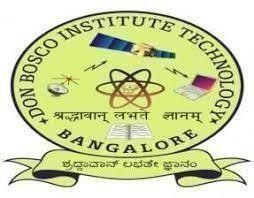 DON BOSCO INSTITUTE TECHNOLOGY
श्रद्धावान् लभते ज्ञानम्
BANGALORE
ಶ್ರದ್ಧಾವಾನ್ ಲಭತೇ ಜ್ಞಾನಂ